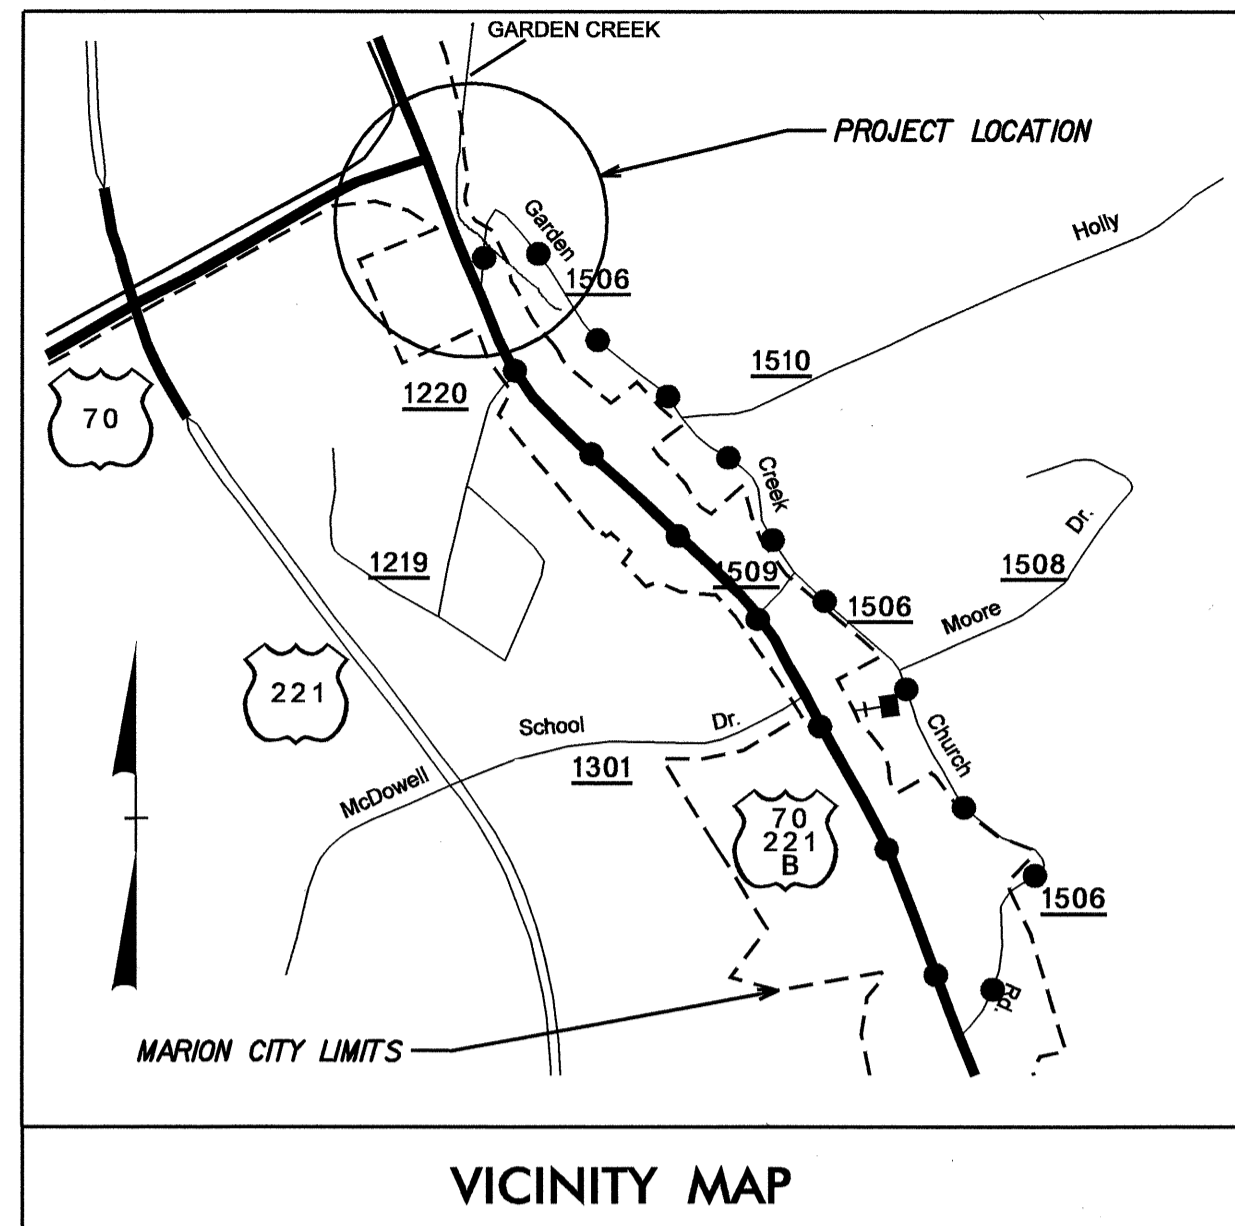 GARDEN CREEK
PROJECT LOCATION
Garden
Holly
1506
1510
1220
70
Creek
Dr.
1219
1509
1508
1506
Moore
221
School
Dr.
Church
1301
McDowell
70
221
B
1506
Rd.
MARION CITY LIMITS
VICINITY MAP